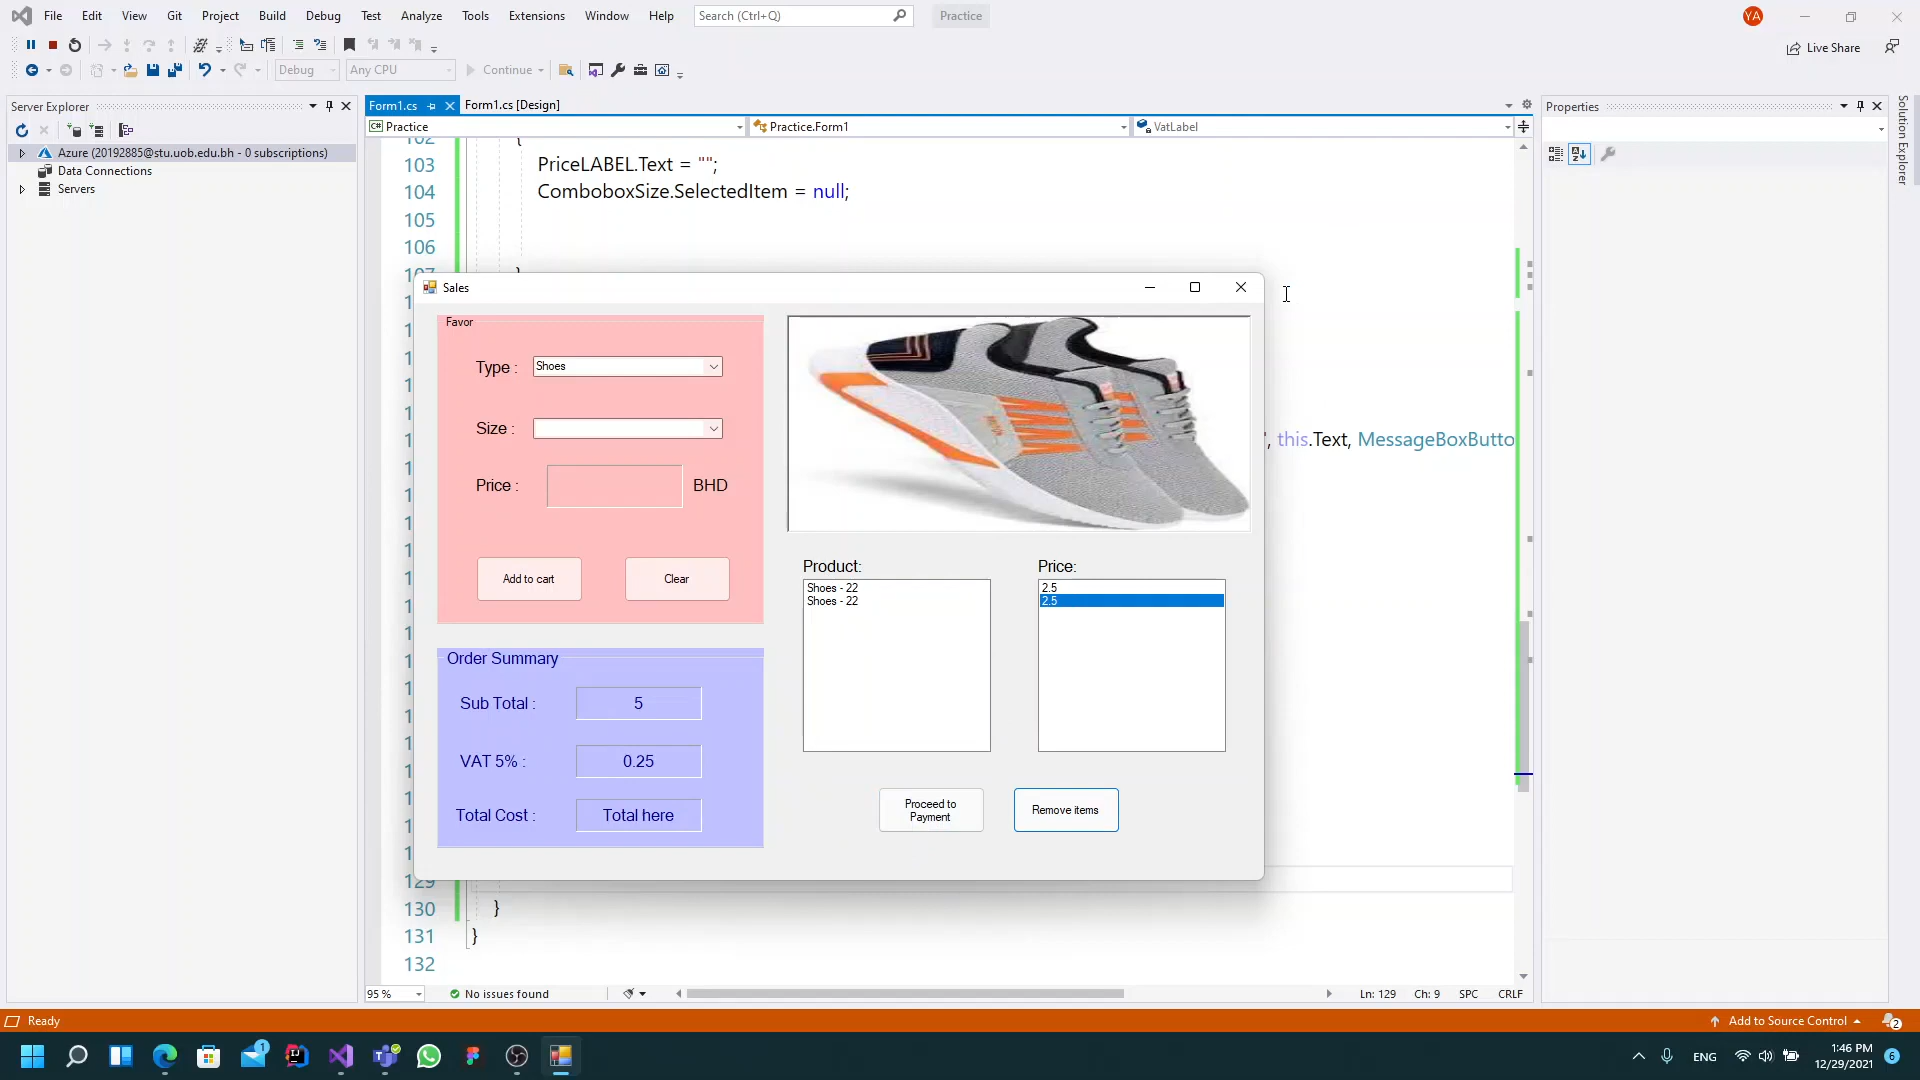 File Edit View Git Project Build Debug Test Analyze Tools Extensions Window Help Search (Ctrl+Q) Practice YA
Live Share
Debug Any CPU Continue
Server Explorer
Form1.cs Form1.cs [Design]
Properties
Solution Explorer
Practice Practice.Form1 VatLabel
Azure (20192885@stu.uob.edu.bh - 0 subscriptions)
Data Connections
Servers
102 {
103 PriceLABEL.Text = "";
104 ComboboxSize.SelectedItem = null;
105
106
107 }
", this.Text, MessageBoxButto
Sales
Favor
Type : Shoes
Size :
Price : BHD
Add to cart Clear
Order Summary
Sub Total : 5
VAT 5% : 0.25
Total Cost : Total here
Product:
Shoes - 22
Shoes - 22
Price:
2.5
2.5
Proceed to
Payment
Remove items
129
130 }
131 }
132
95 % No issues found Ln: 129 Ch: 9 SPC CRLF
Ready Add to Source Control 2
1
ENG
1:46 PM
12/29/2021
6